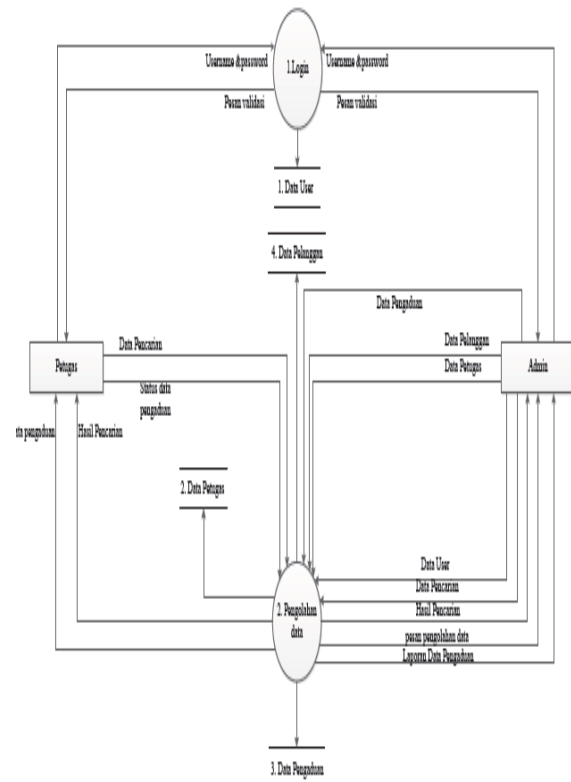 1.Login
Username &password
Username &password
Pesan validasi
Pesan validasi
1. Data User
4. Data Pelanggan
Data Pengaduan
Data Pencarian
Data Pelanggan
Petugas
Data Petugas
Admin
Status data
pengaduan
ata pengaduan
Hasil Pencarian
2. Data Petugas
Data User
Data Pencarian
2. Pengolahan
data
Hasil Pencarian
pesan pengolahan data
Laporan Data Pengaduan
3. Data Pengaduan